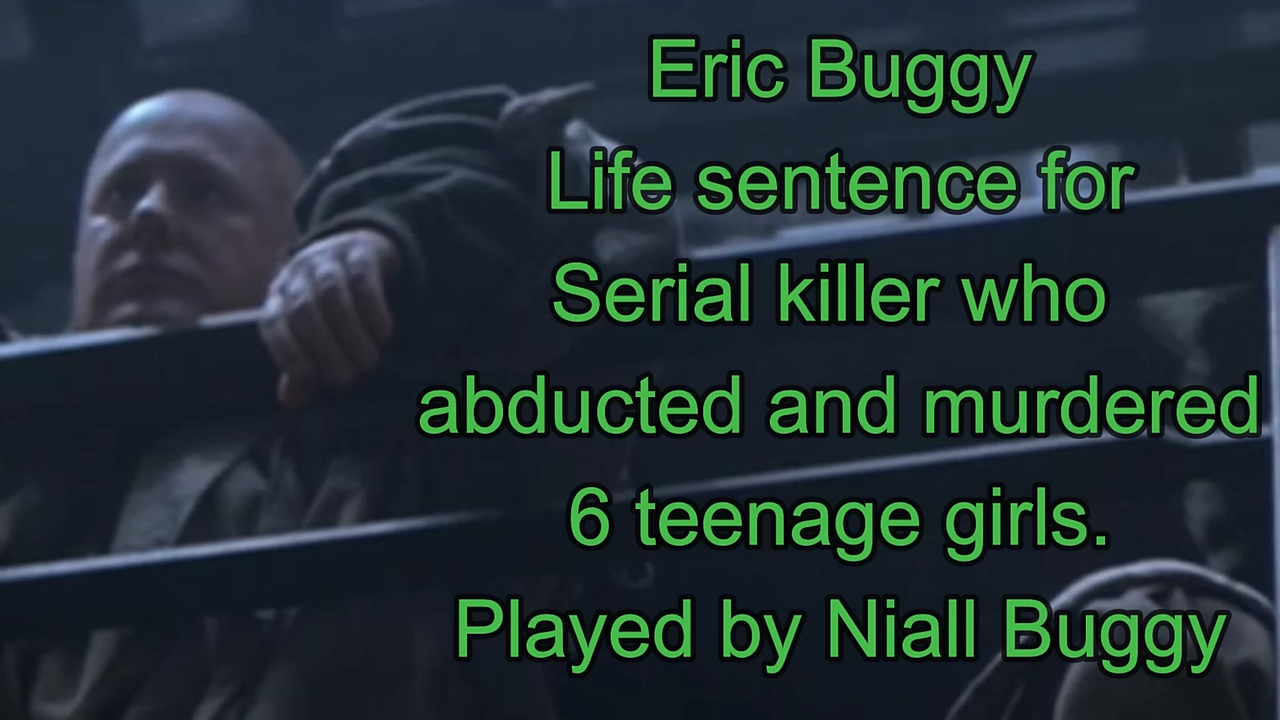 Eric Buggy
Life sentence for
Serial killer who
abducted and murdered
6 teenage girls.
Played by Niall Buggy